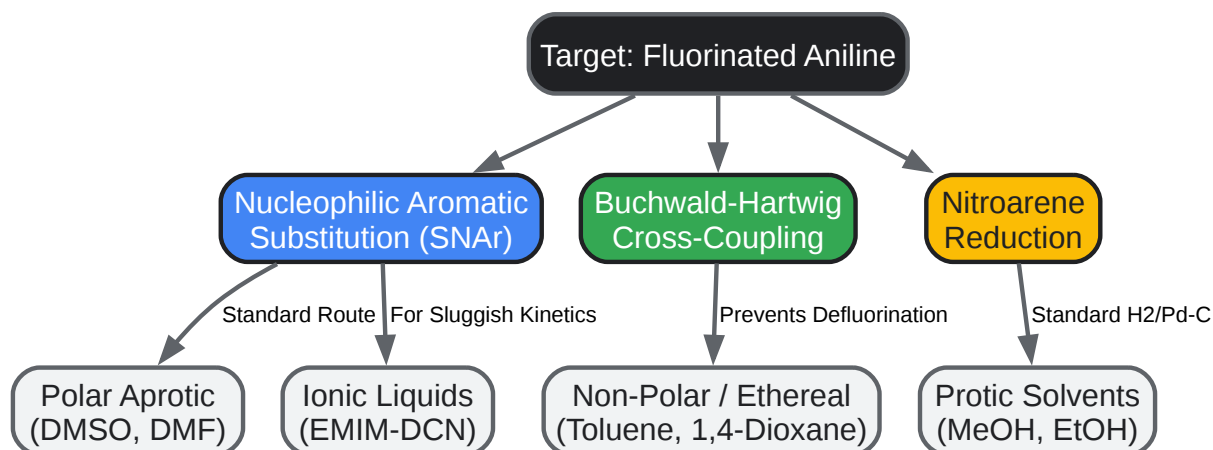 Target: Fluorinated Aniline
Nucleophilic Aromatic
Substitution (SNAr)
Buchwald-Hartwig
Cross-Coupling
Nitroarene
Reduction
Standard Route
For Sluggish Kinetics
Prevents Defluorination
Standard H2/Pd-C
Polar Aprotic
(DMSO, DMF)
Ionic Liquids
(EMIM-DCN)
Non-Polar / Ethereal
(Toluene, 1,4-Dioxane)
Protic Solvents
(MeOH, EtOH)